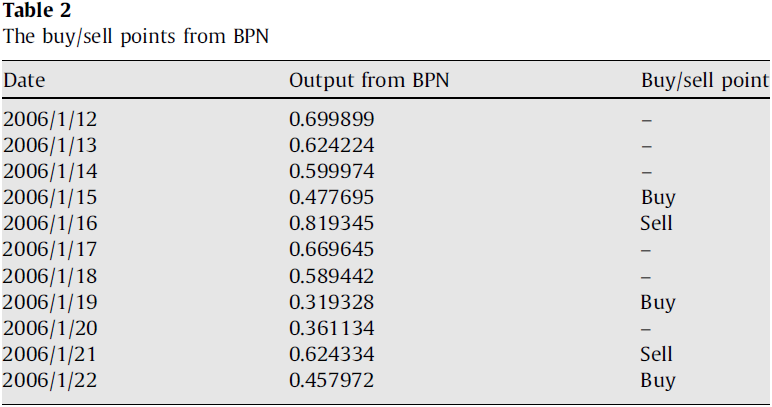 Table 2
The buy/sell points from BPN
Date Output from BPN Buy/sell point
2006/1/12 0.699899 –
2006/1/13 0.624224 –
2006/1/14 0.599974 –
2006/1/15 0.477695 Buy
2006/1/16 0.819345 Sell
2006/1/17 0.669645 –
2006/1/18 0.589442 –
2006/1/19 0.319328 Buy
2006/1/20 0.361134 –
2006/1/21 0.624334 Sell
2006/1/22 0.457972 Buy